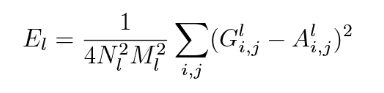 E_l = \frac{1}{4N_l^2 M_l^2} \sum_{i,j} (G_{i,j}^l - A_{i,j}^l)^2